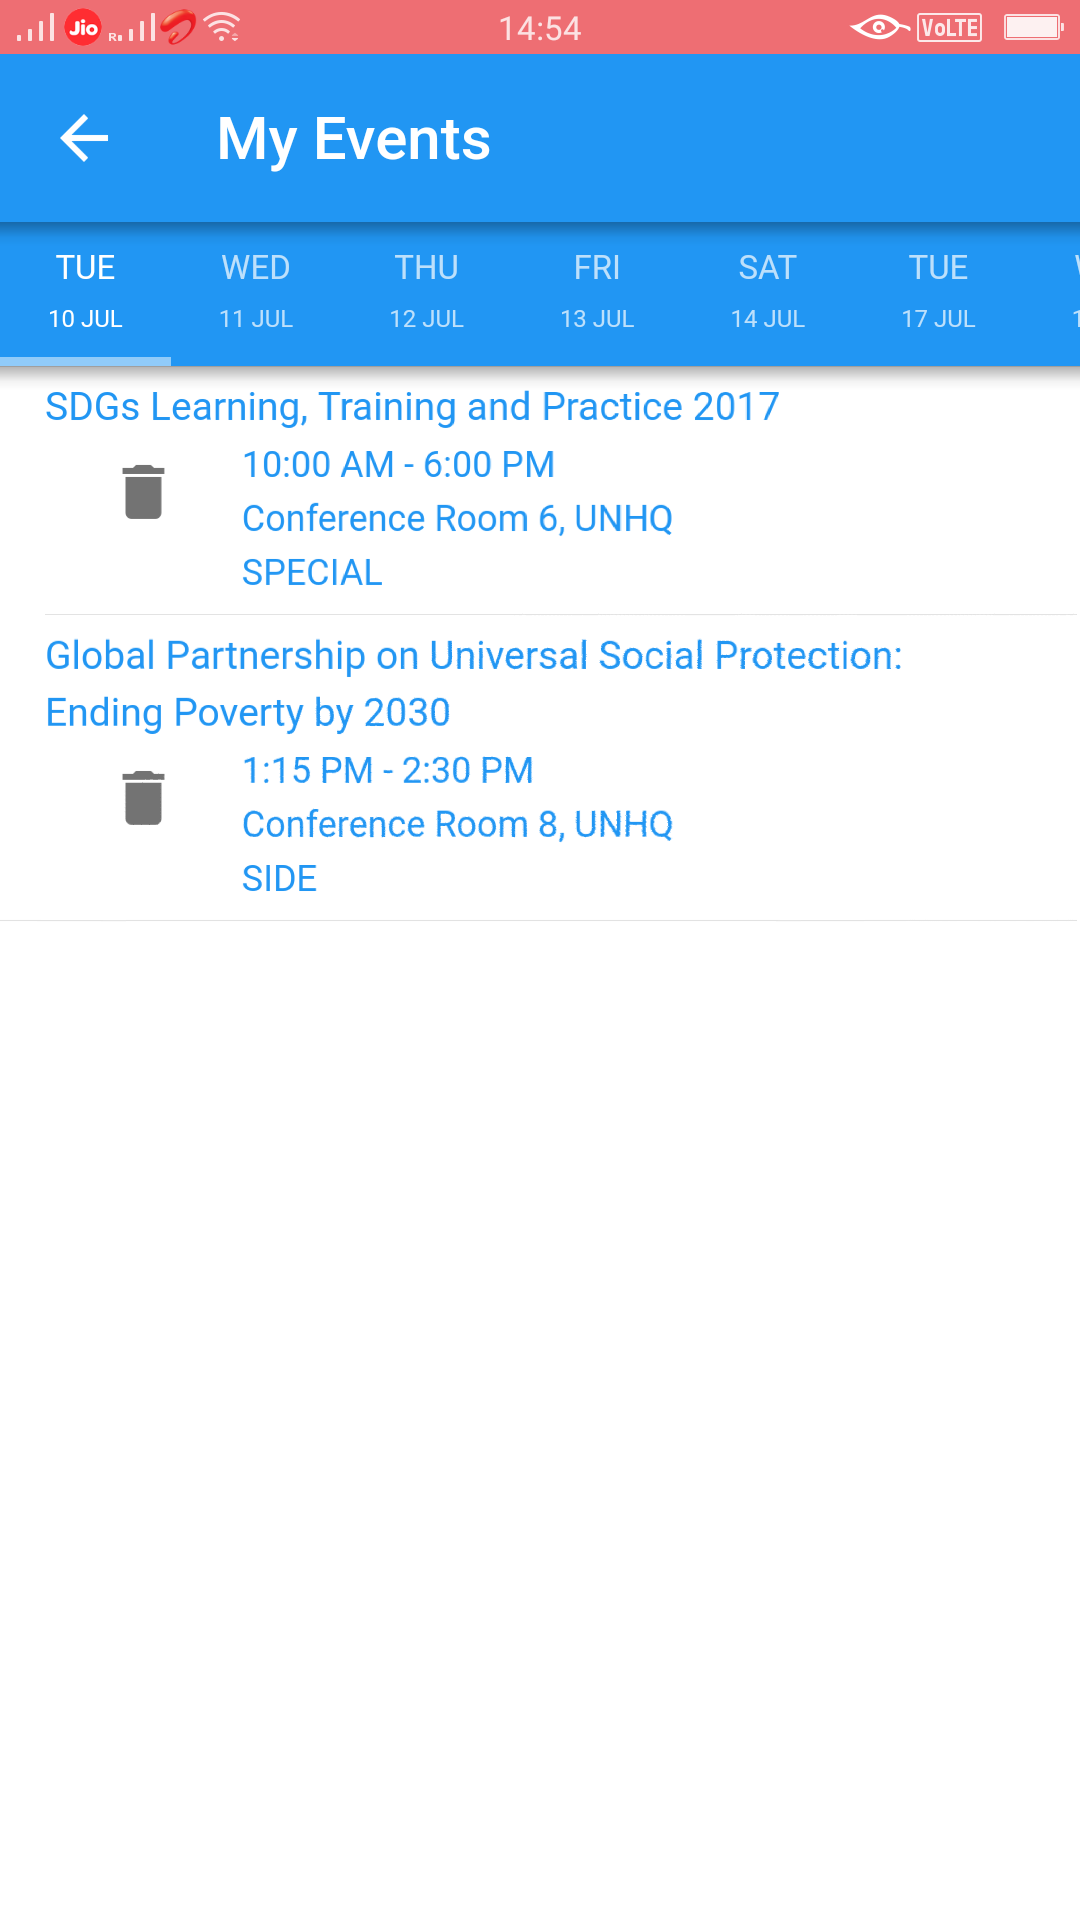 Jio R 14:54 VoLTE
My Events
TUE WED THU FRI SAT TUE
10 JUL 11 JUL 12 JUL 13 JUL 14 JUL 17 JUL
SDGs Learning, Training and Practice 2017
10:00 AM - 6:00 PM
Conference Room 6, UNHQ
SPECIAL
Global Partnership on Universal Social Protection:
Ending Poverty by 2030
1:15 PM - 2:30 PM
Conference Room 8, UNHQ
SIDE